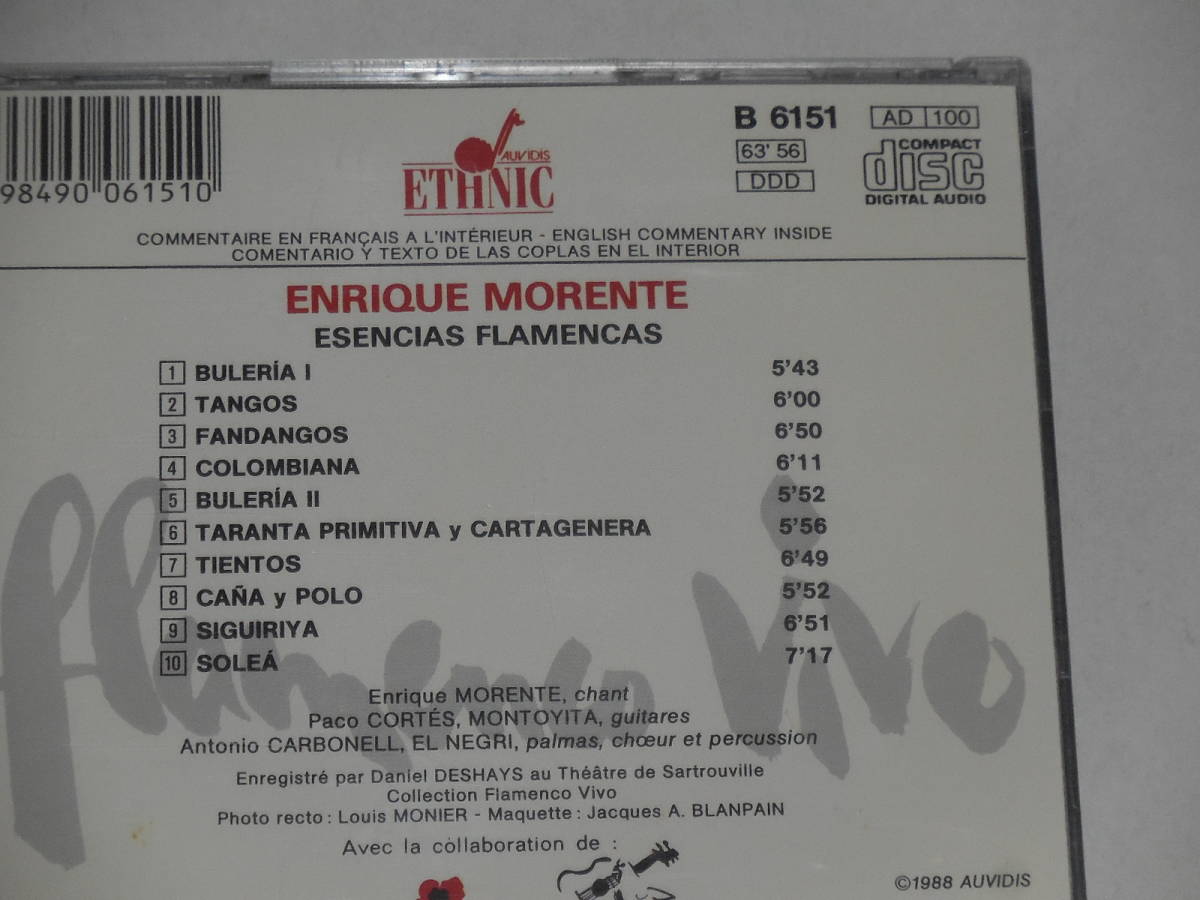 98490 061510
AUVIDIS
ETHNIC
B 6151
AD 100
63' 56
DDD
COMPACT
disc
DIGITAL AUDIO
COMMENTAIRE EN FRANÇAIS A L'INTÉRIEUR - ENGLISH COMMENTARY INSIDE
COMENTARIO Y TEXTO DE LAS COPLAS EN EL INTERIOR
ENRIQUE MORENTE
ESENCIAS FLAMENCAS
1 BULERÍA I 5'43
2 TANGOS 6'00
3 FANDANGOS 6'50
4 COLOMBIANA 6'11
5 BULERÍA II 5'52
6 TARANTA PRIMITIVA y CARTAGENERA 5'56
7 TIENTOS 6'49
8 CAÑA y POLO 5'52
9 SIGUIRIYA 6'51
10 SOLEÁ 7'17
flamenco vivo
Enrique MORENTE, chant
Paco CORTÉS, MONTOYITA, guitares
Antonio CARBONELL, EL NEGRI, palmas, chœur et percussion
Enregistré par Daniel DESHAYS au Théâtre de Sartrouville
Collection Flamenco Vivo
Photo recto : Louis MONIER - Maquette : Jacques A. BLANPAIN
Avec la collaboration de :
©1988 AUVIDIS